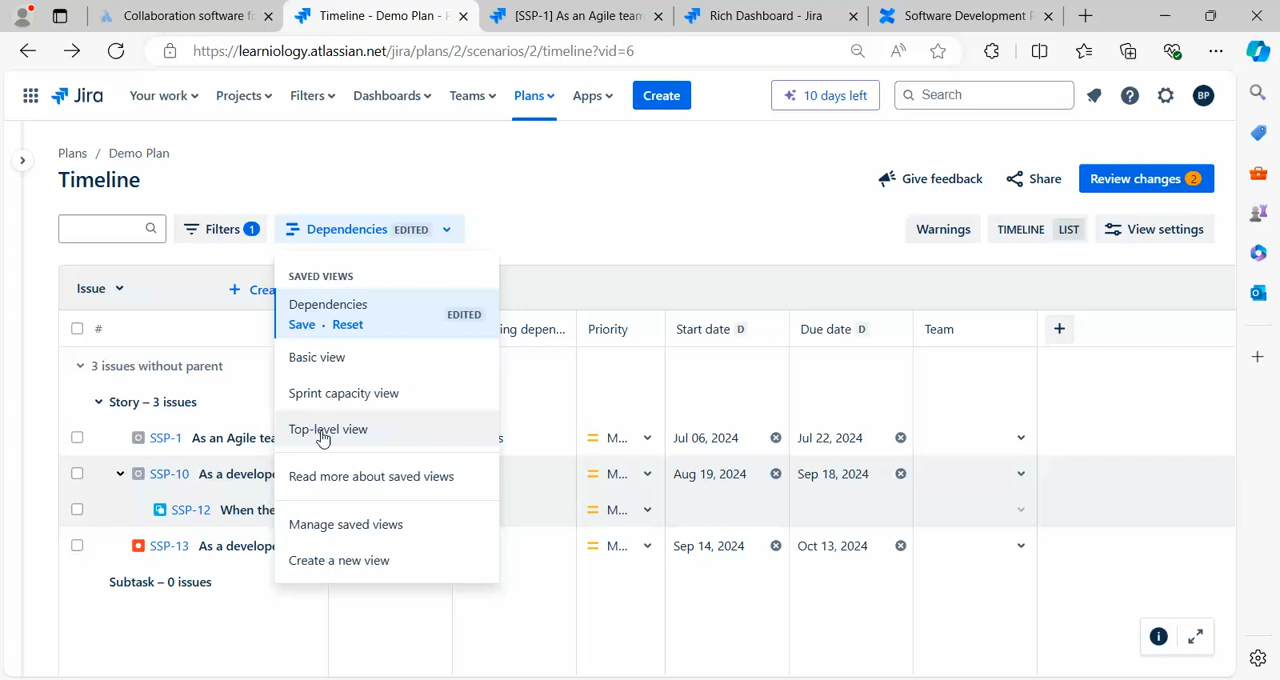 Collaboration software f
Timeline - Demo Plan -
[SSP-1] As an Agile team
Rich Dashboard - Jira
Software Development P
https://learniology.atlassian.net/jira/plans/2/scenarios/2/timeline?vid=6
Jira
Your work
Projects
Filters
Dashboards
Teams
Plans
Apps
Create
10 days left
Search
BP
Plans / Demo Plan
Timeline
Give feedback
Share
Review changes 2
Filters 1
Dependencies EDITED
Warnings
TIMELINE
LIST
View settings
SAVED VIEWS
Dependencies
Save · Reset
EDITED
Basic view
Sprint capacity view
Top-level view
Read more about saved views
Manage saved views
Create a new view
Issue
+ Crea
#
ing depen...
Priority
Start date D
Due date D
Team
3 issues without parent
Story – 3 issues
SSP-1 As an Agile tea
s
M...
Jul 06, 2024
Jul 22, 2024
SSP-10 As a develope
M...
Aug 19, 2024
Sep 18, 2024
SSP-12 When the
M...
SSP-13 As a develope
M...
Sep 14, 2024
Oct 13, 2024
Subtask – 0 issues